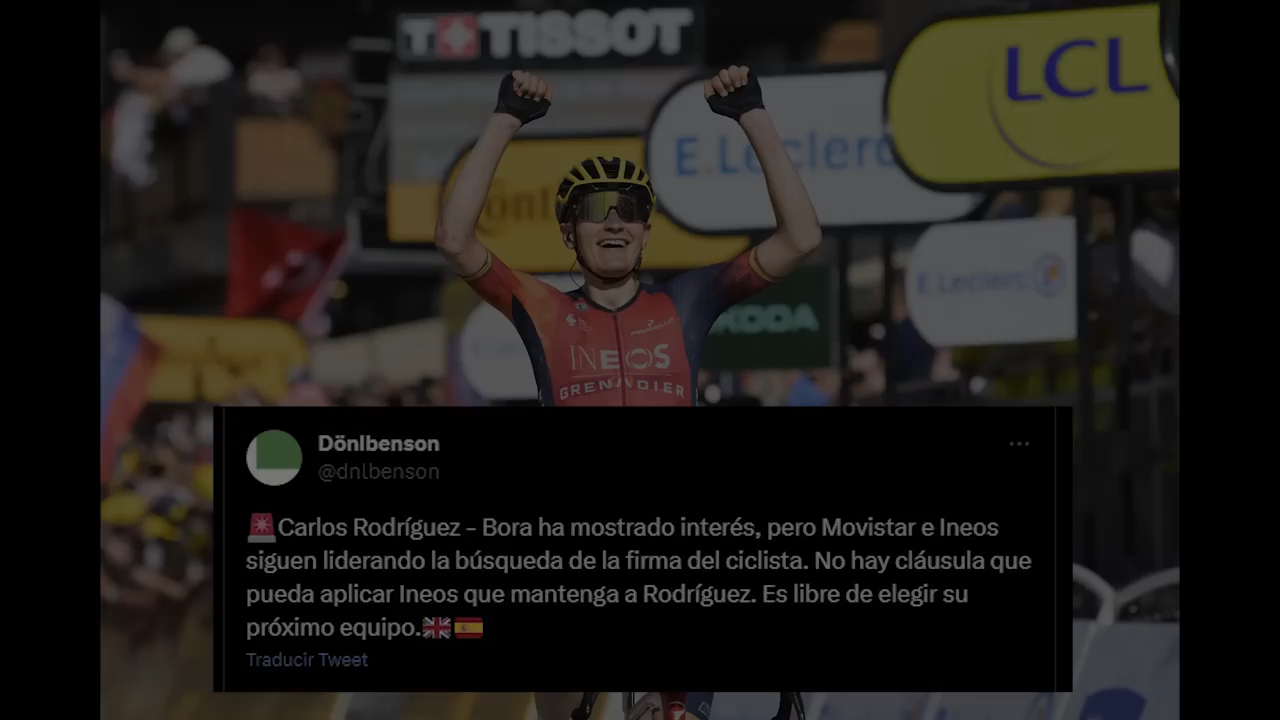 TISSOT
LCL
E.Leclerc
E.Leclerc
ŠKODA
INEOS
GRENADIER
Dönlbenson
@dnlbenson
🚨Carlos Rodríguez - Bora ha mostrado interés, pero Movistar e Ineos
siguen liderando la búsqueda de la firma del ciclista. No hay cláusula que
pueda aplicar Ineos que mantenga a Rodríguez. Es libre de elegir su
próximo equipo.🇬🇧🇪🇸
Traducir Tweet